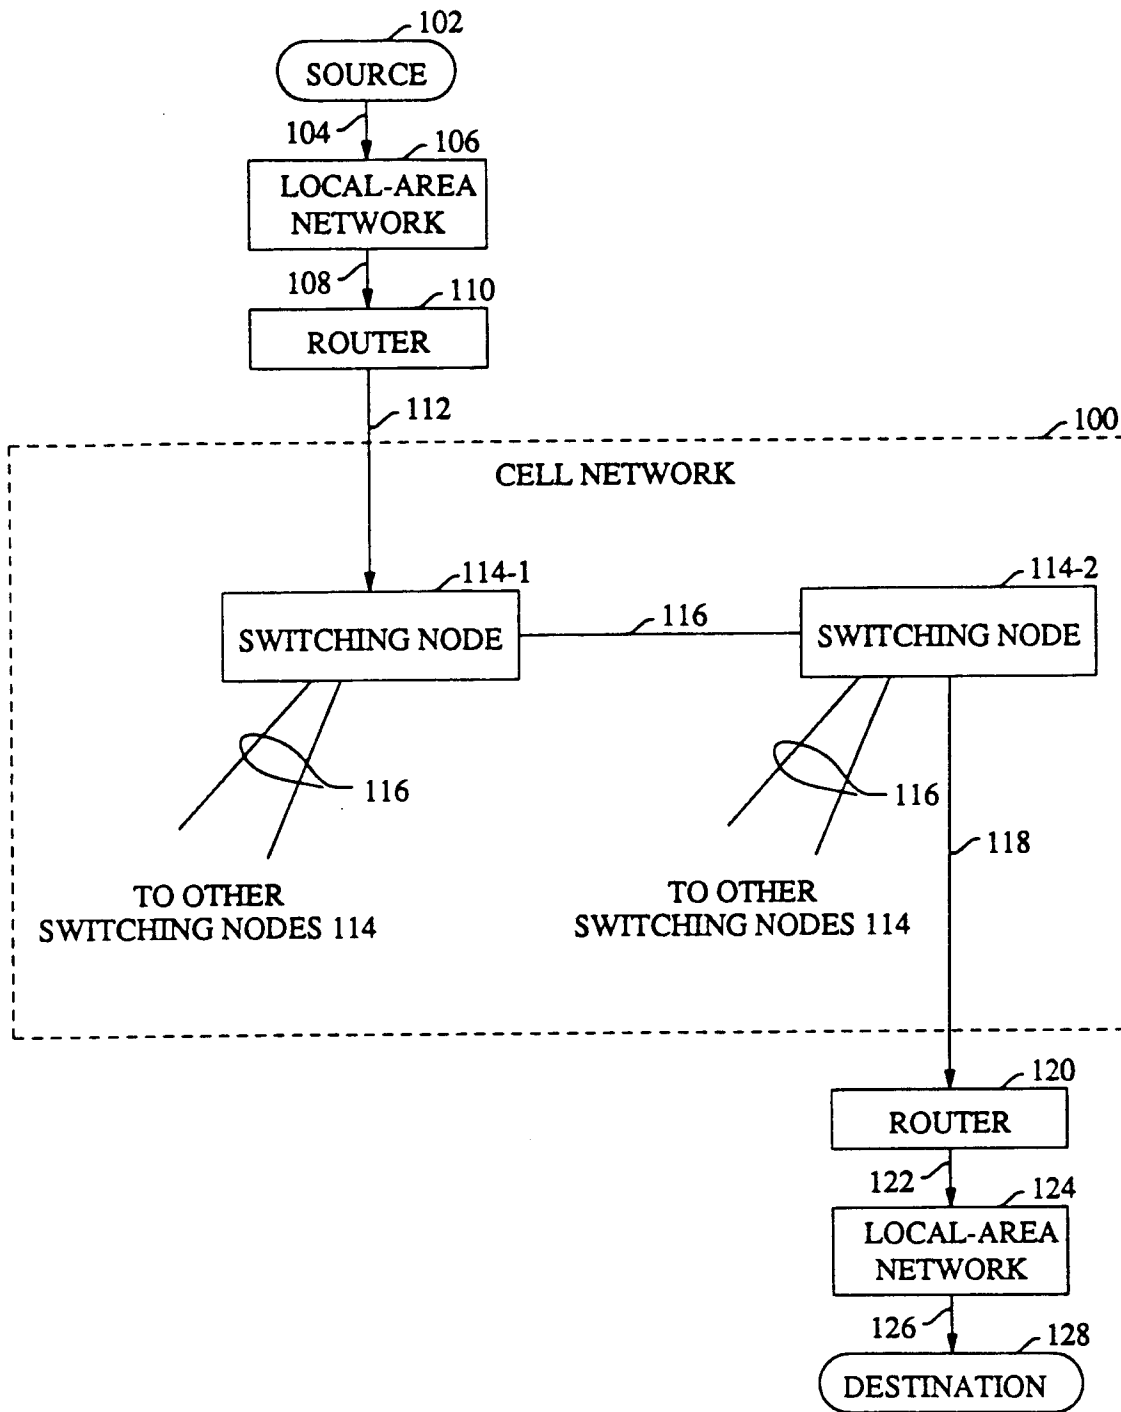 102
SOURCE
104
106
LOCAL-AREA
NETWORK
108
110
ROUTER
112
100
CELL NETWORK
114-1
114-2
SWITCHING NODE
116
SWITCHING NODE
116
116
118
TO OTHER
SWITCHING NODES 114
TO OTHER
SWITCHING NODES 114
120
ROUTER
122
124
LOCAL-AREA
NETWORK
126
128
DESTINATION